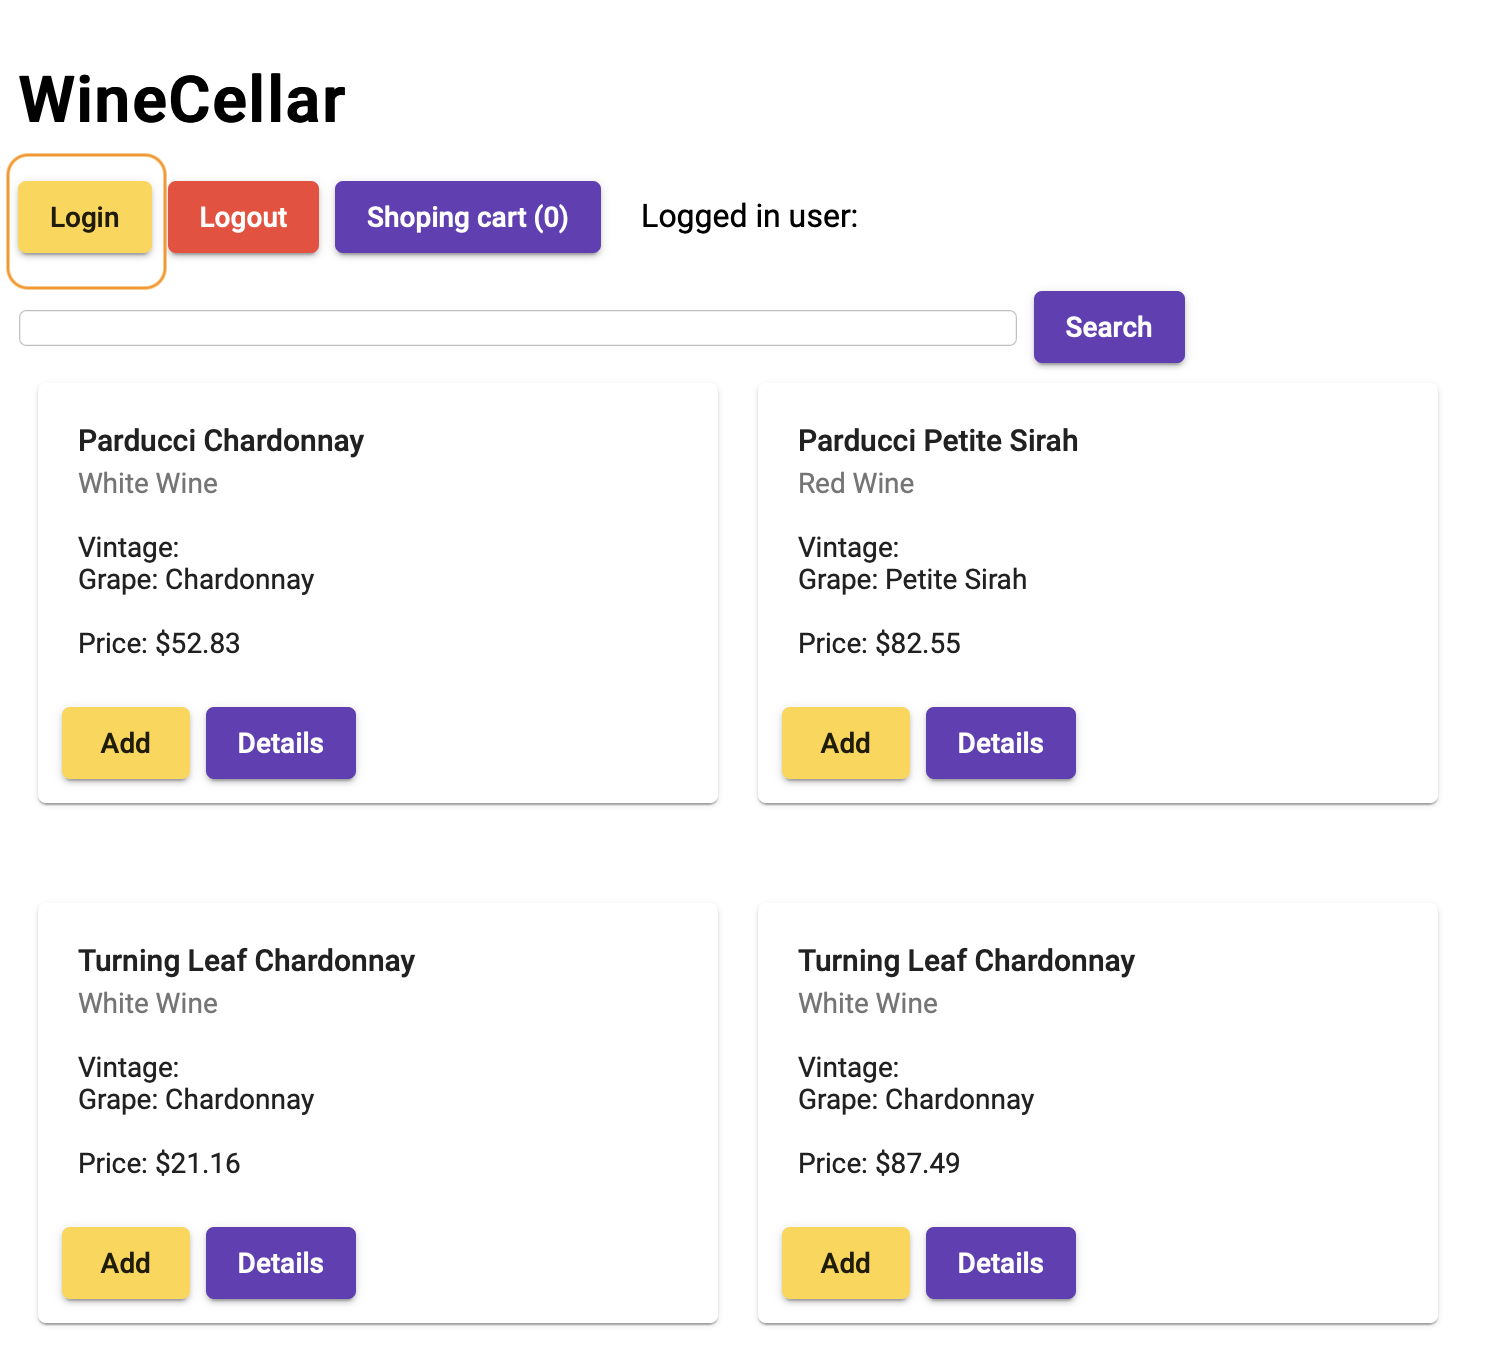 WineCellar
Login Logout Shoping cart (0) Logged in user:
Search
Parducci Chardonnay
White Wine
Vintage:
Grape: Chardonnay
Price: $52.83
Add Details
Parducci Petite Sirah
Red Wine
Vintage:
Grape: Petite Sirah
Price: $82.55
Add Details
Turning Leaf Chardonnay
White Wine
Vintage:
Grape: Chardonnay
Price: $21.16
Add Details
Turning Leaf Chardonnay
White Wine
Vintage:
Grape: Chardonnay
Price: $87.49
Add Details